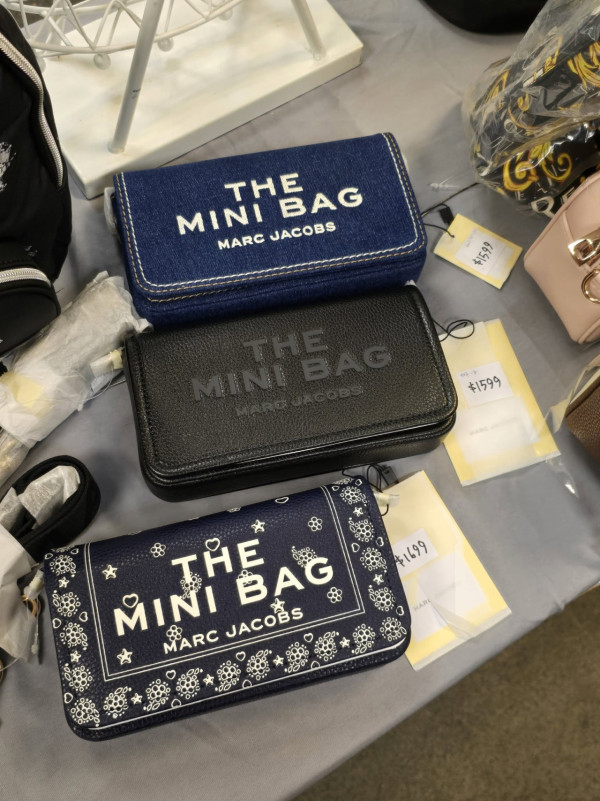 THE
MINI BAG
MARC JACOBS
$1599
THE
MINI BAG
MARC JACOBS
$1599
THE
MINI BAG
MARC JACOBS
$1699